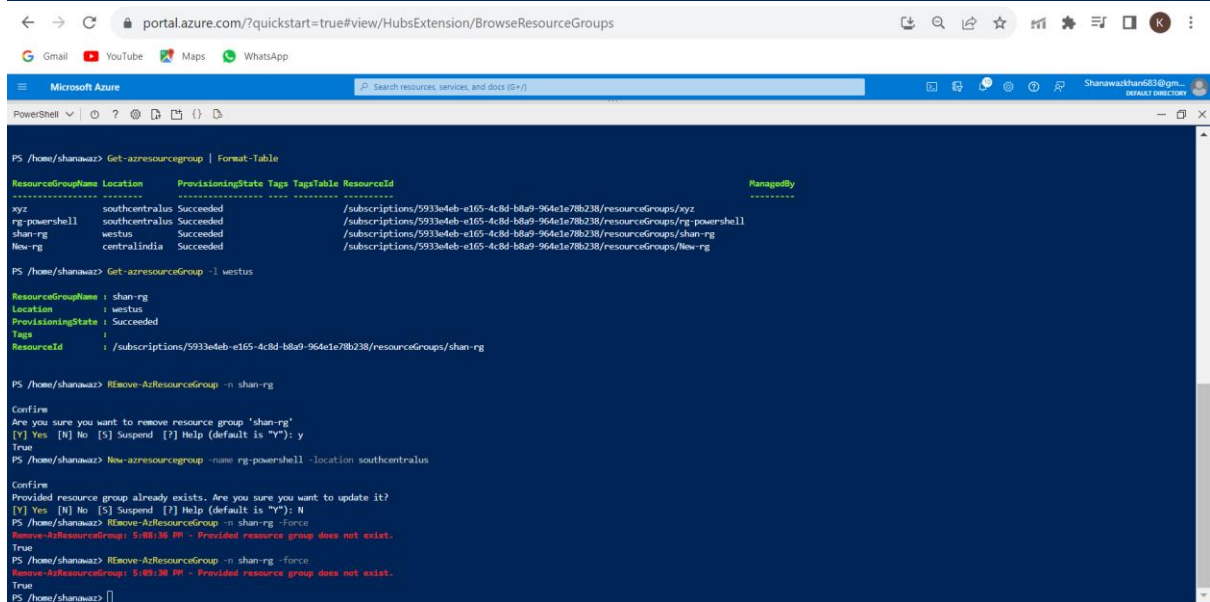 portal.azure.com/?quickstart=true#view/HubsExtension/BrowseResourceGroups
K
Gmail YouTube Maps WhatsApp
Microsoft Azure Search resources, services, and docs (G+/) Shanawazkhan683@gm...
DEFAULT DIRECTORY
PowerShell
PS /home/shanawaz> Get-azresourcegroup | Format-Table
ResourceGroupName Location ProvisioningState Tags TagsTable ResourceId ManagedBy
----------------- -------- ----------------- ---- --------- ---------- ---------
xyz southcentralus Succeeded /subscriptions/5933e4eb-e165-4c8d-b8a9-964e1e78b238/resourceGroups/xyz
rg-powershell southcentralus Succeeded /subscriptions/5933e4eb-e165-4c8d-b8a9-964e1e78b238/resourceGroups/rg-powershell
shan-rg westus Succeeded /subscriptions/5933e4eb-e165-4c8d-b8a9-964e1e78b238/resourceGroups/shan-rg
New-rg centralindia Succeeded /subscriptions/5933e4eb-e165-4c8d-b8a9-964e1e78b238/resourceGroups/New-rg
PS /home/shanawaz> Get-azresourceGroup -l westus
ResourceGroupName : shan-rg
Location : westus
ProvisioningState : Succeeded
Tags :
ResourceId : /subscriptions/5933e4eb-e165-4c8d-b8a9-964e1e78b238/resourceGroups/shan-rg
PS /home/shanawaz> REmove-AzResourceGroup -n shan-rg
Confirm
Are you sure you want to remove resource group 'shan-rg'
[Y] Yes [N] No [S] Suspend [?] Help (default is "Y"): y
True
PS /home/shanawaz> New-azresourcegroup -name rg-powershell -location southcentralus
Confirm
Provided resource group already exists. Are you sure you want to update it?
[Y] Yes [N] No [S] Suspend [?] Help (default is "Y"): N
PS /home/shanawaz> REmove-AzResourceGroup -n shan-rg -Force
Remove-AzResourceGroup: 5:08:36 PM - Provided resource group does not exist.
True
PS /home/shanawaz> REmove-AzResourceGroup -n shan-rg -force
Remove-AzResourceGroup: 5:09:30 PM - Provided resource group does not exist.
True
PS /home/shanawaz>